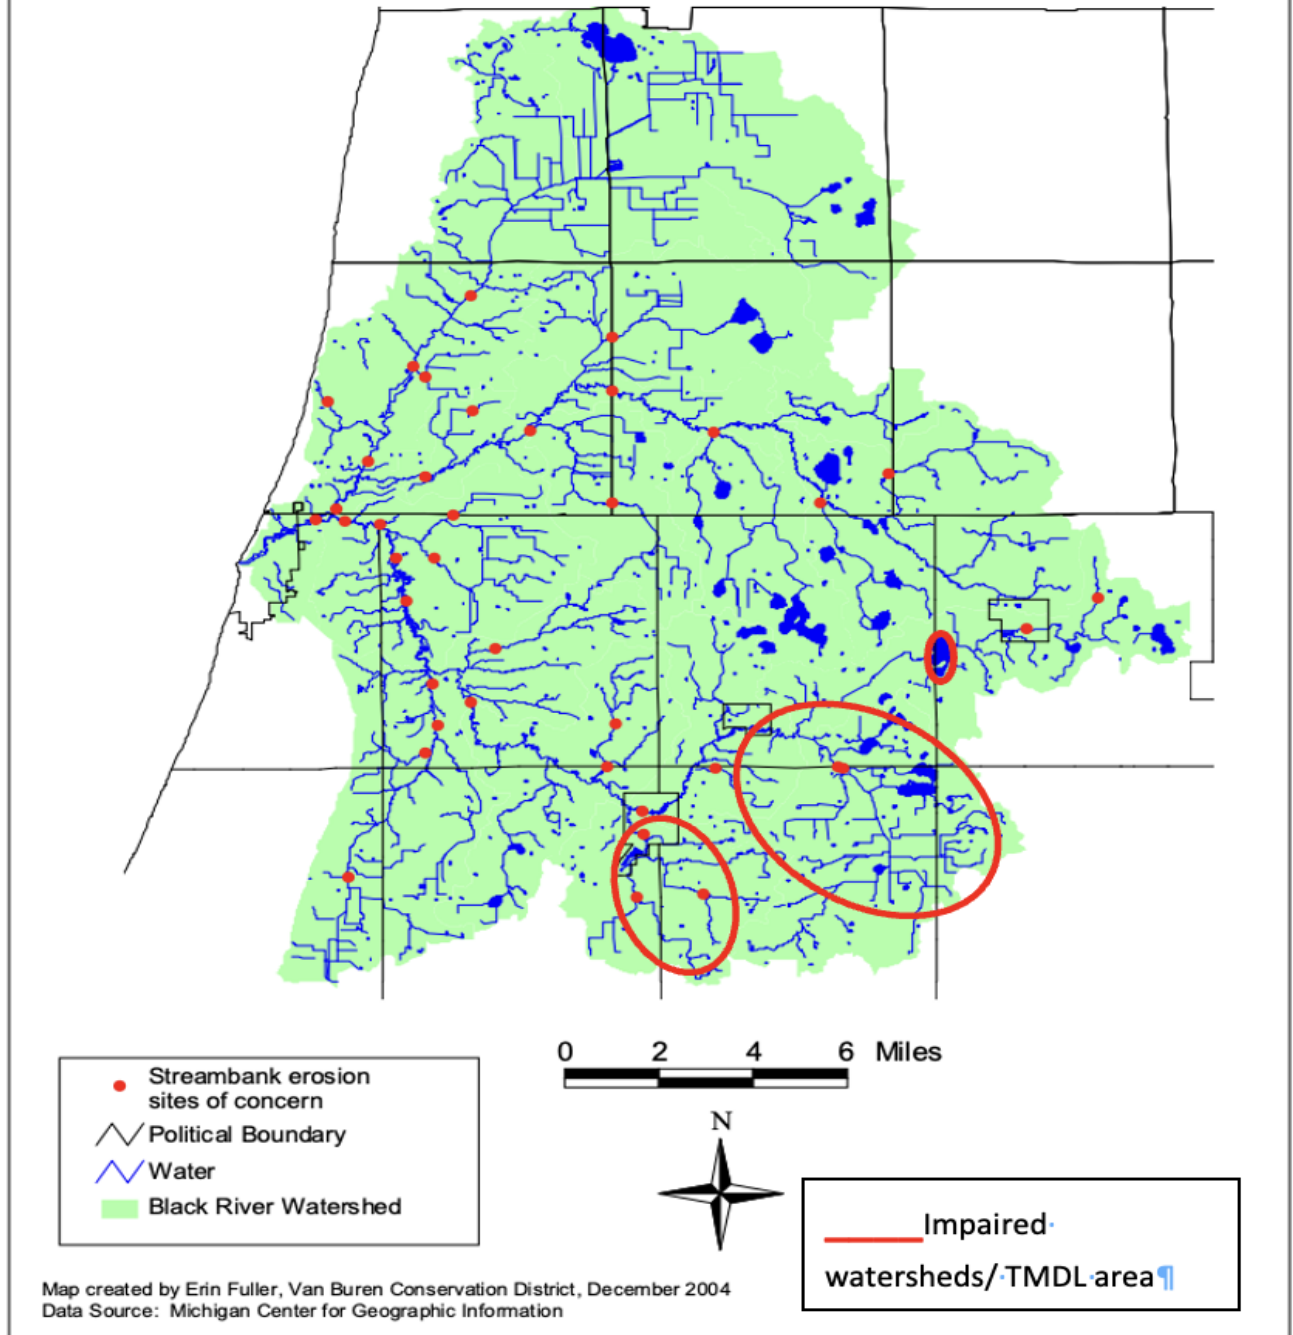 0 2 4 6 Miles
Streambank erosion
sites of concern
Political Boundary
Water
Black River Watershed
N
Impaired·
watersheds/·TMDL·area¶
Map created by Erin Fuller, Van Buren Conservation District, December 2004
Data Source: Michigan Center for Geographic Information